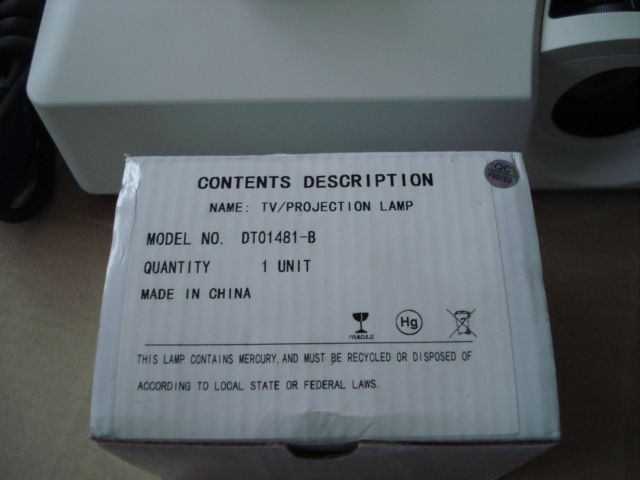 CONTENTS DESCRIPTION
NAME: TV/PROJECTION LAMP
MODEL NO. DT01481-B
QUANTITY 1 UNIT
MADE IN CHINA
Hg
FRAGILE
THIS LAMP CONTAINS MERCURY, AND MUST BE RECYCLED OR DISPOSED OF
ACCORDING TO LOCAL STATE OR FEDERAL LAWS.
QC
PASSED